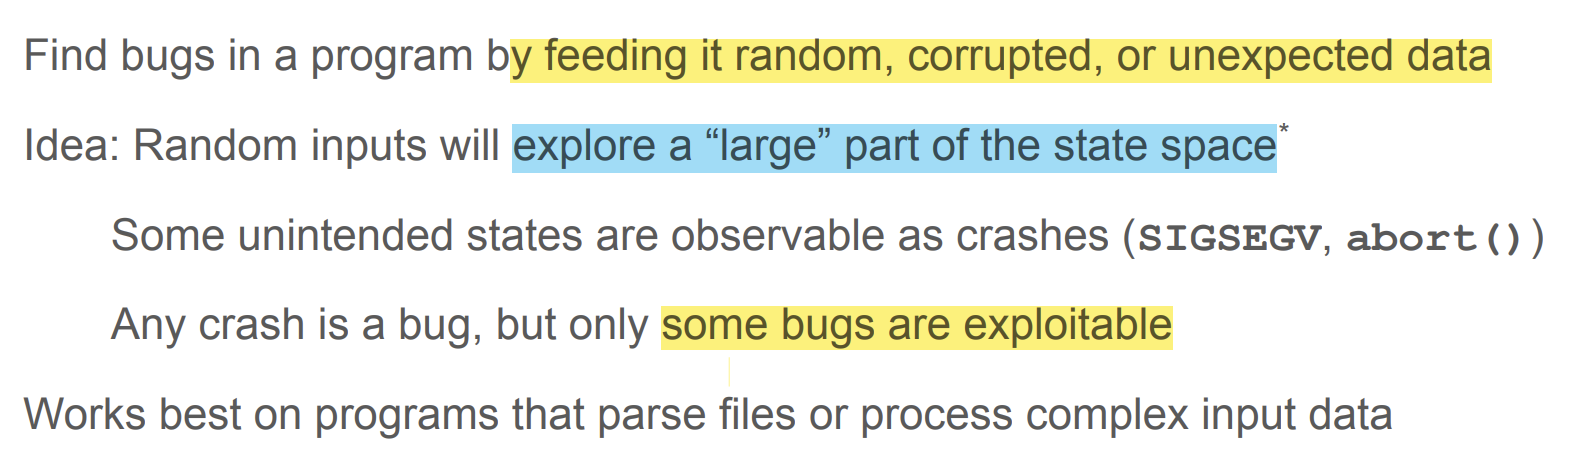 Find bugs in a program by feeding it random, corrupted, or unexpected data
Idea: Random inputs will explore a “large” part of the state space*
Some unintended states are observable as crashes (SIGSEGV, abort())
Any crash is a bug, but only some bugs are exploitable
Works best on programs that parse files or process complex input data